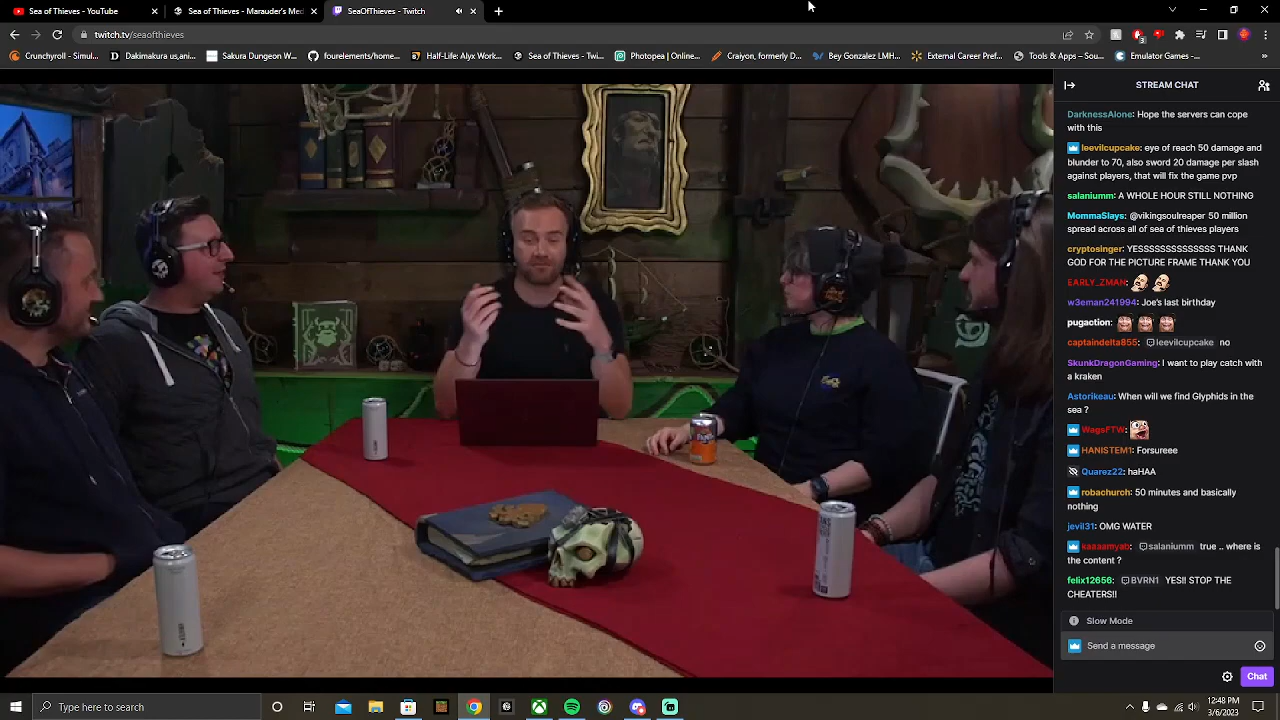 Sea of Thieves - YouTube
Sea of Thieves - Marauder's Med
SeaOfThieves - Twitch
twitch.tv/seaofthieves
Crunchyroll - Simul...
Dakimakura us,ani...
Sakura Dungeon W...
fourleements/home...
Half-Life: Alyx Work...
Sea of Thieves - Twi...
Photopea | Online...
Craiyon, formerly D...
Bey Gonzalez LMH...
External Career Pref...
Tools & Apps – Sou...
Emulator Games -...
STREAM CHAT
DarknessAlone: Hope the servers can cope
with this
leevilcupcake: eye of reach 50 damage and
blunder to 70, also sword 20 damage per slash
against players, that will fix the game pvp
salaniumm: A WHOLE HOUR STILL NOTHING
MommaSlays: @vikingsoulreaper 50 million
spread across all of sea of thieves players
cryptosinger: YESSSSSSSSSSSSS THANK
GOD FOR THE PICTURE FRAME THANK YOU
EARLY_ZMAN:
w3eman241994: Joe's last birthday
pugaction:
captaindelta855: leevilcupcake no
SkunkDragonGaming: I want to play catch with
a kraken
Astorikeau: When will we find Glyphids in the
sea ?
WageFTW:
HANISTEM1: Forsureee
Quarez22: haHAA
robachurch: 50 minutes and basically
nothing
jevil31: OMG WATER
kaaaamyab: salaniumm true .. where is
the content ?
felix12656: BVRN1 YES!! STOP THE
CHEATERS!!
Slow Mode
Send a message
Chat
Type here to search
12:48 PM
3/6/2023